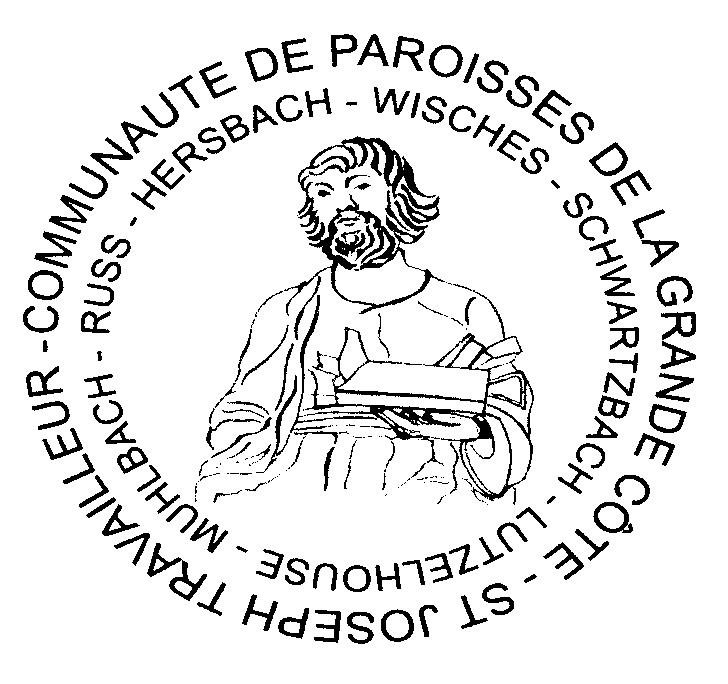 COMMUNAUTE DE PAROISSES DE LA GRANDE CÔTE - ST JOSEPH TRAVAILLEUR -
HERSBACH - WISCHES - SCHWARTZBACH - LUTZELHOUSE - MUHLBACH - RUSS -